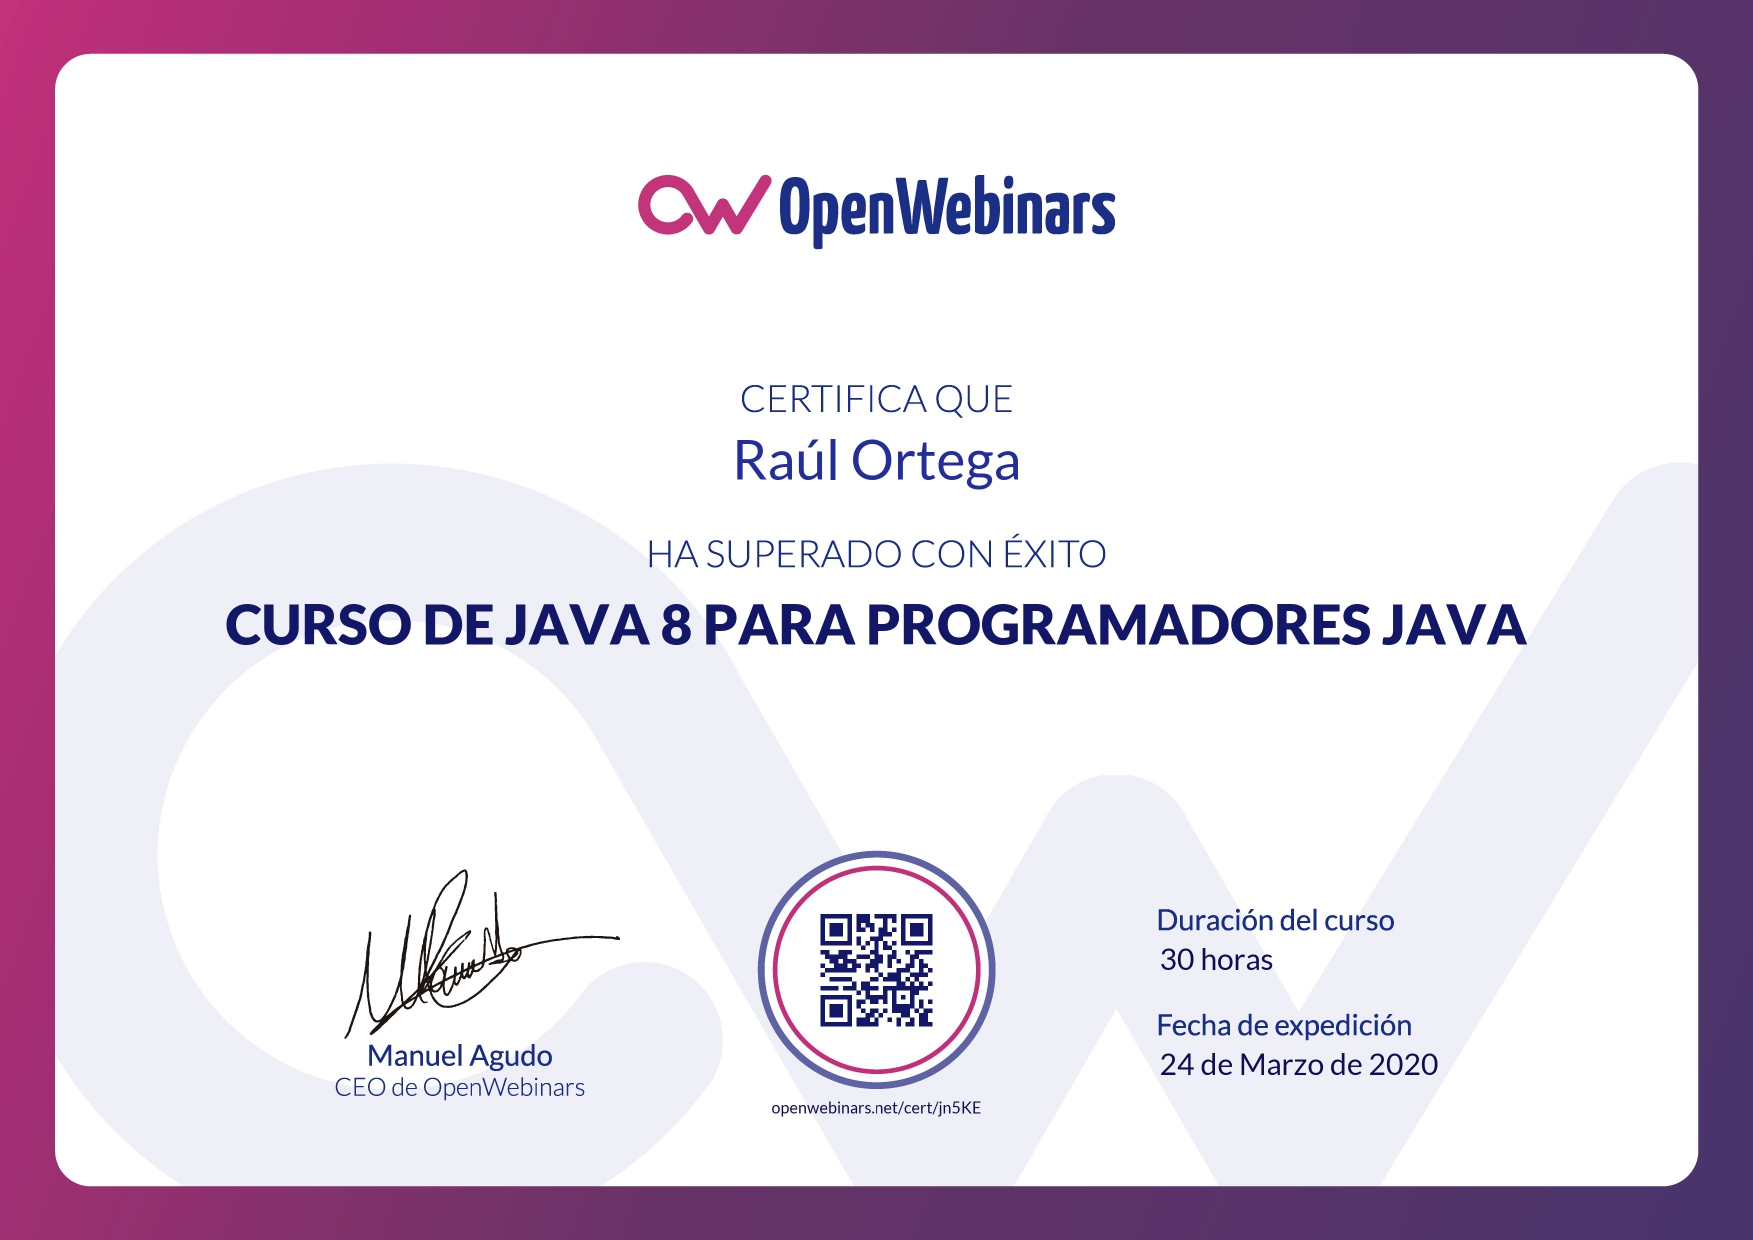 OpenWebinars
CERTIFICA QUE
Raúl Ortega
HA SUPERADO CON ÉXITO
CURSO DE JAVA 8 PARA PROGRAMADORES JAVA
Manuel Agudo
CEO de OpenWebinars
openwebinars.net/cert/jn5KE
Duración del curso
30 horas
Fecha de expedición
24 de Marzo de 2020